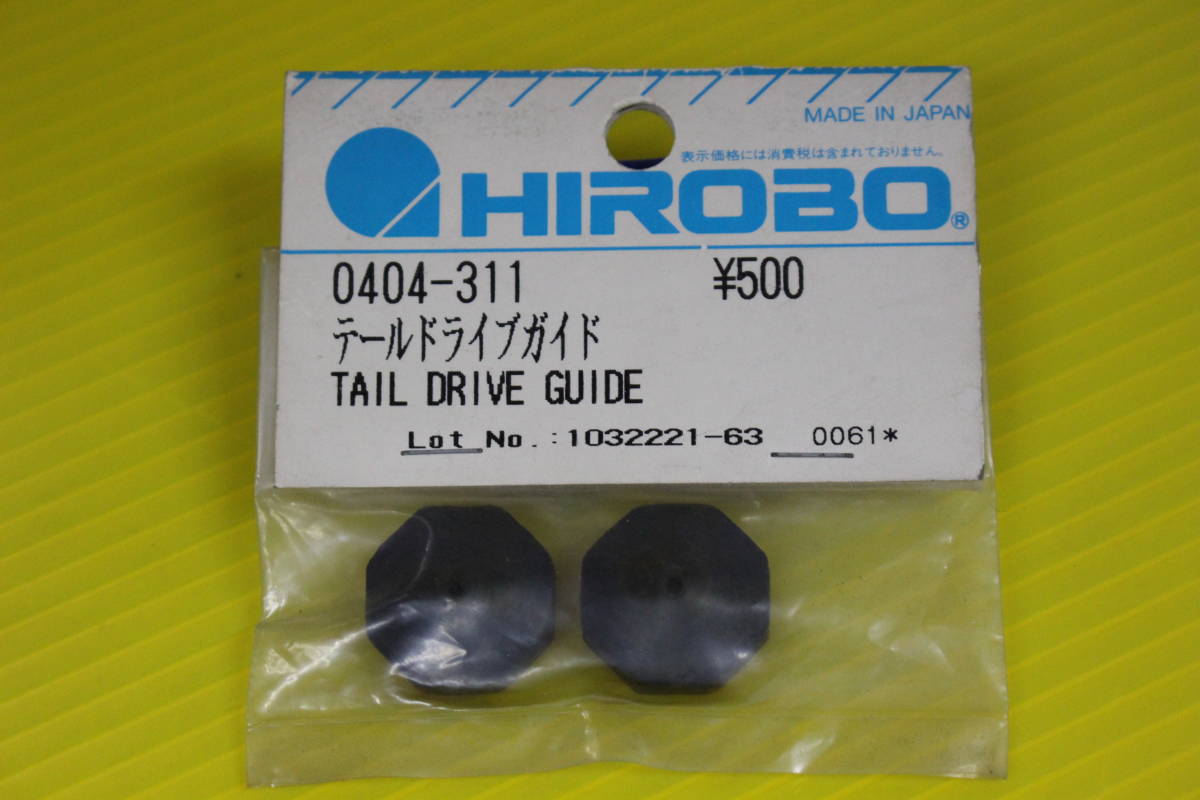 MADE IN JAPAN
表示価格には消費税は含まれておりません。
HIROBO®
0404-311 ¥500
テールドライブガイド
TAIL DRIVE GUIDE
Lot No.:1032221-63 0061*